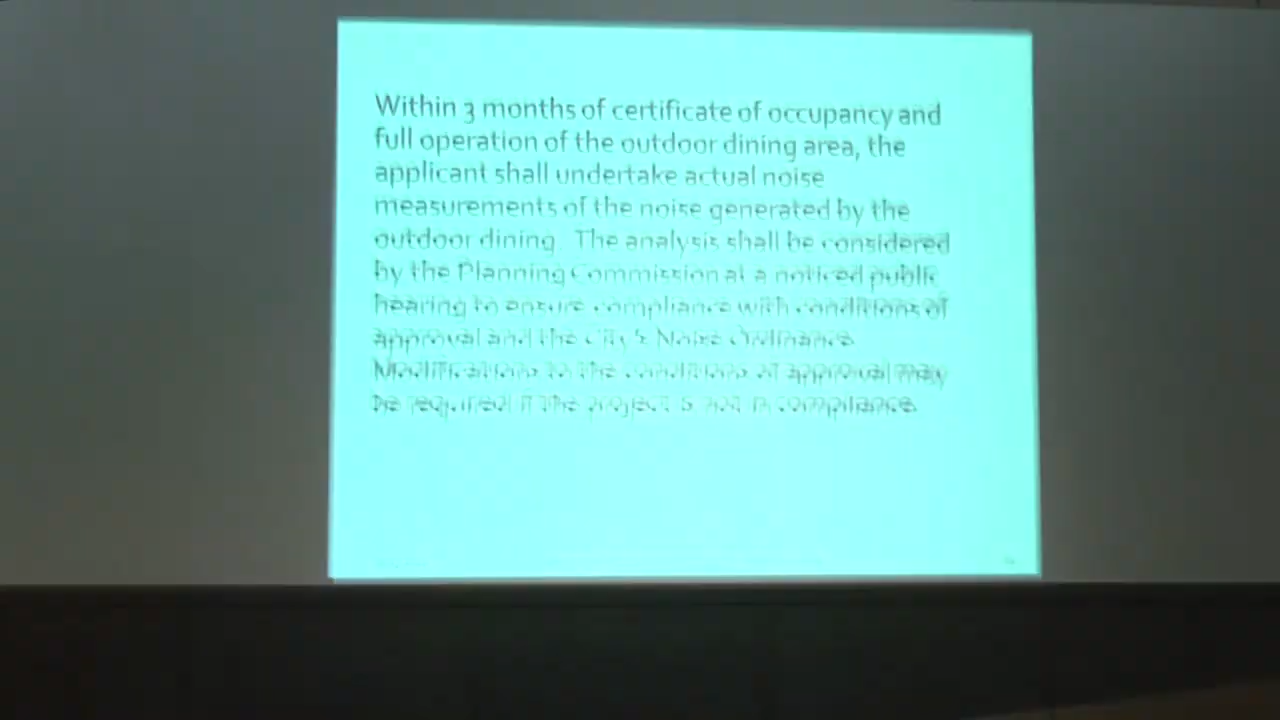 Within 3 months of certificate of occupancy and
full operation of the outdoor dining area, the
applicant shall undertake actual noise
measurements of the noise generated by the
outdoor dining. The analysis shall be considered
by the Planning Commission at a noticed public
hearing to ensure compliance with conditions of
approval and the City's Noise Ordinance.
Modifications to the conditions of approval may
be required if the project is not in compliance.